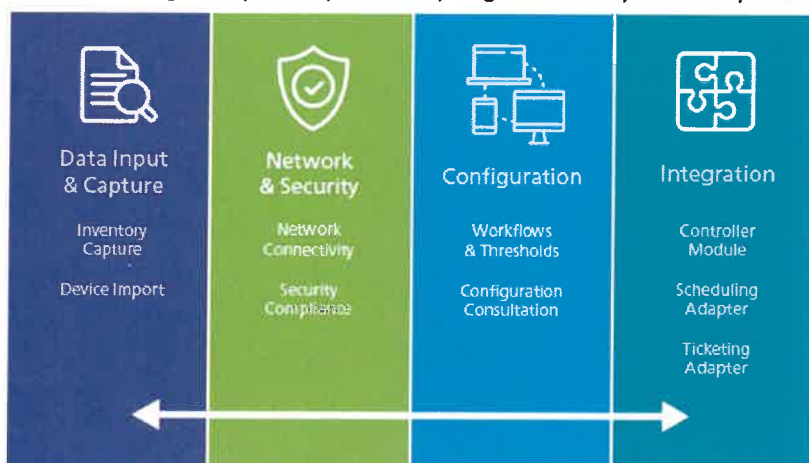 Data Input
& Capture
Inventory
Capture
Device Import
Network
& Security
Network
Connectivity
Security
Compliance
Configuration
Workflows
& Thresholds
Configuration
Consultation
Integration
Controller
Module
Scheduling
Adapter
Ticketing
Adapter